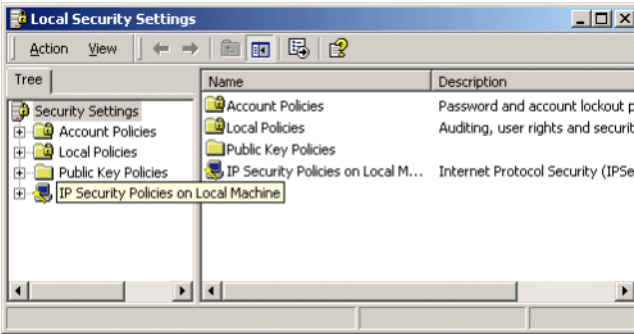 Local Security Settings
Action View
Tree
Security Settings
Account Policies
Local Policies
Public Key Policies
IP Security Policies on Local Machine
Name Description
Account Policies Password and account lockout p
Local Policies Auditing, user rights and securit
Public Key Policies
IP Security Policies on Local M... Internet Protocol Security (IPSe